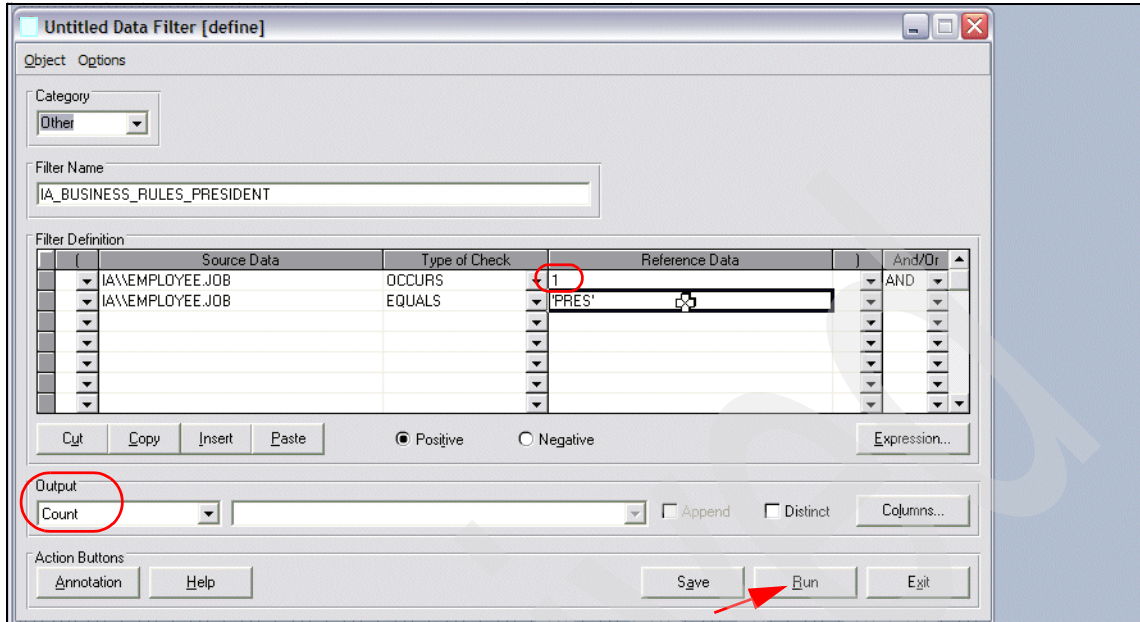 Untitled Data Filter [define]
Object Options
Category
Other
Filter Name
IA_BUSINESS_RULES_PRESIDENT
Filter Definition
( Source Data Type of Check Reference Data ) And/Or
IA\\EMPLOYEE.JOB OCCURS 1 AND
IA\\EMPLOYEE.JOB EQUALS 'PRES'
Cut Copy Insert Paste Positive Negative Expression...
Output
Count Append Distinct Columns...
Action Buttons
Annotation Help Save Run Exit